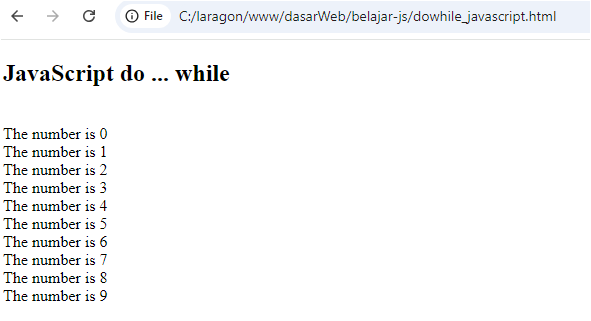 File C:/laragon/www/dasarWeb/belajar-js/dowhile_javascript.html
JavaScript do ... while
The number is 0
The number is 1
The number is 2
The number is 3
The number is 4
The number is 5
The number is 6
The number is 7
The number is 8
The number is 9